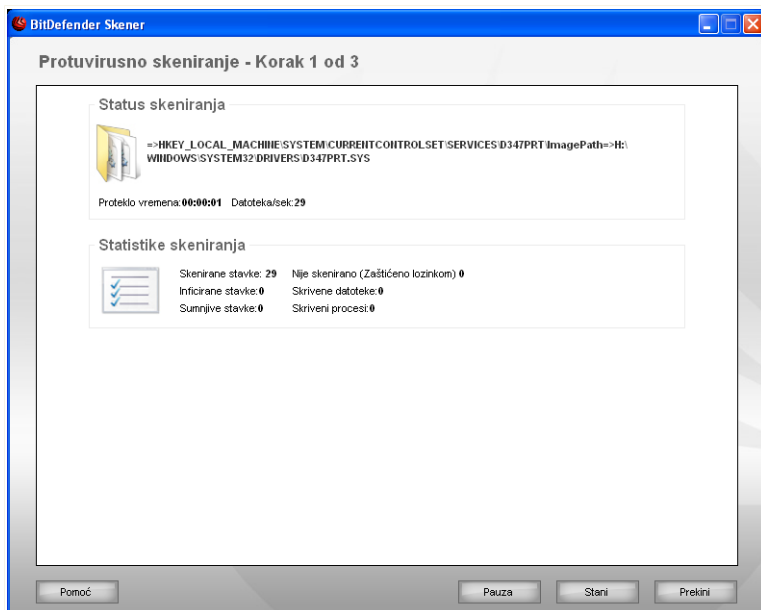 BitDefender Skener
Protuvirusno skeniranje - Korak 1 od 3
Status skeniranja
=>HKEY_LOCAL_MACHINE\SYSTEM\CURRENTCONTROLSET\SERVICES\D347PRT\ImagePath=>H:\
WINDOWS\SYSTEM32\DRIVERS\D347PRT.SYS
Proteklo vremena:00:00:01 Datoteka/sek:29
Statistike skeniranja
Skenirane stavke: 29 Nije skenirano (Zaštićeno lozinkom) 0
Inficirane stavke:0 Skrivene datoteke:0
Sumnjive stavke:0 Skriveni procesi:0
Pomoć Pauza Stani Prekini